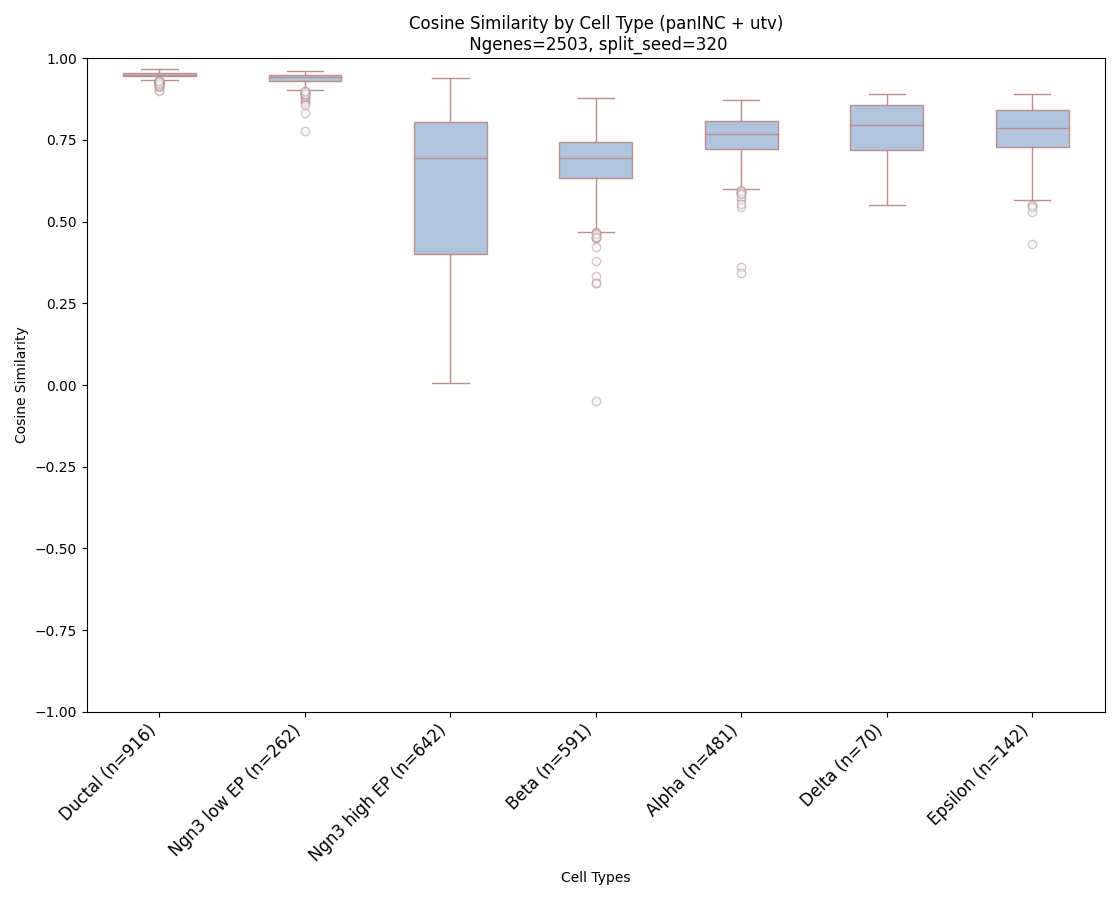 Cosine Similarity by Cell Type (panINC + utv)
Ngenes=2503, split_seed=320
1.00
0.75
0.50
0.25
0.00
−0.25
−0.50
−0.75
−1.00
Cosine Similarity
Ductal (n=916)
Ngn3 low EP (n=262)
Ngn3 high EP (n=642)
Beta (n=591)
Alpha (n=481)
Delta (n=70)
Epsilon (n=142)
Cell Types